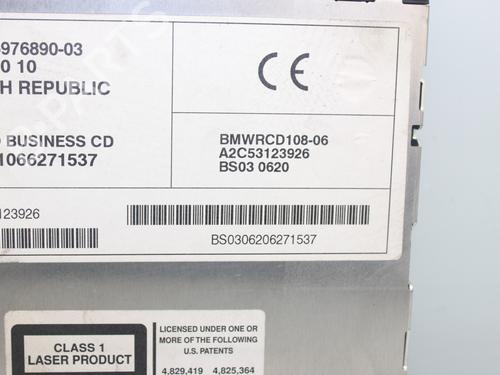 976890-03
0 10
H REPUBLIC
CE
BUSINESS CD
1066271537
BMWRCD108-06
A2C53123926
BS03 0620
23926
BS0306206271537
CLASS 1
LASER PRODUCT
LICENSED UNDER ONE OR
MORE OF THE FOLLOWING
U.S. PATENTS
4,829,419 4,825,364